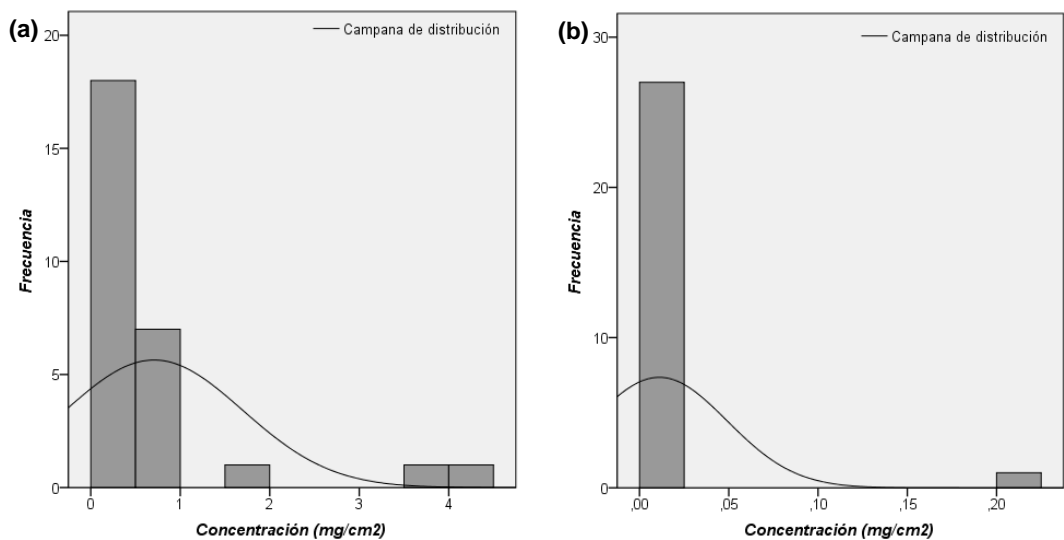 (a)
Campana de distribución
20
15
10
5
0
Frecuencia
0 1 2 3 4
Concentración (mg/cm2)
(b)
Campana de distribución
30
20
10
0
Frecuencia
,00 ,05 ,10 ,15 ,20
Concentración (mg/cm2)